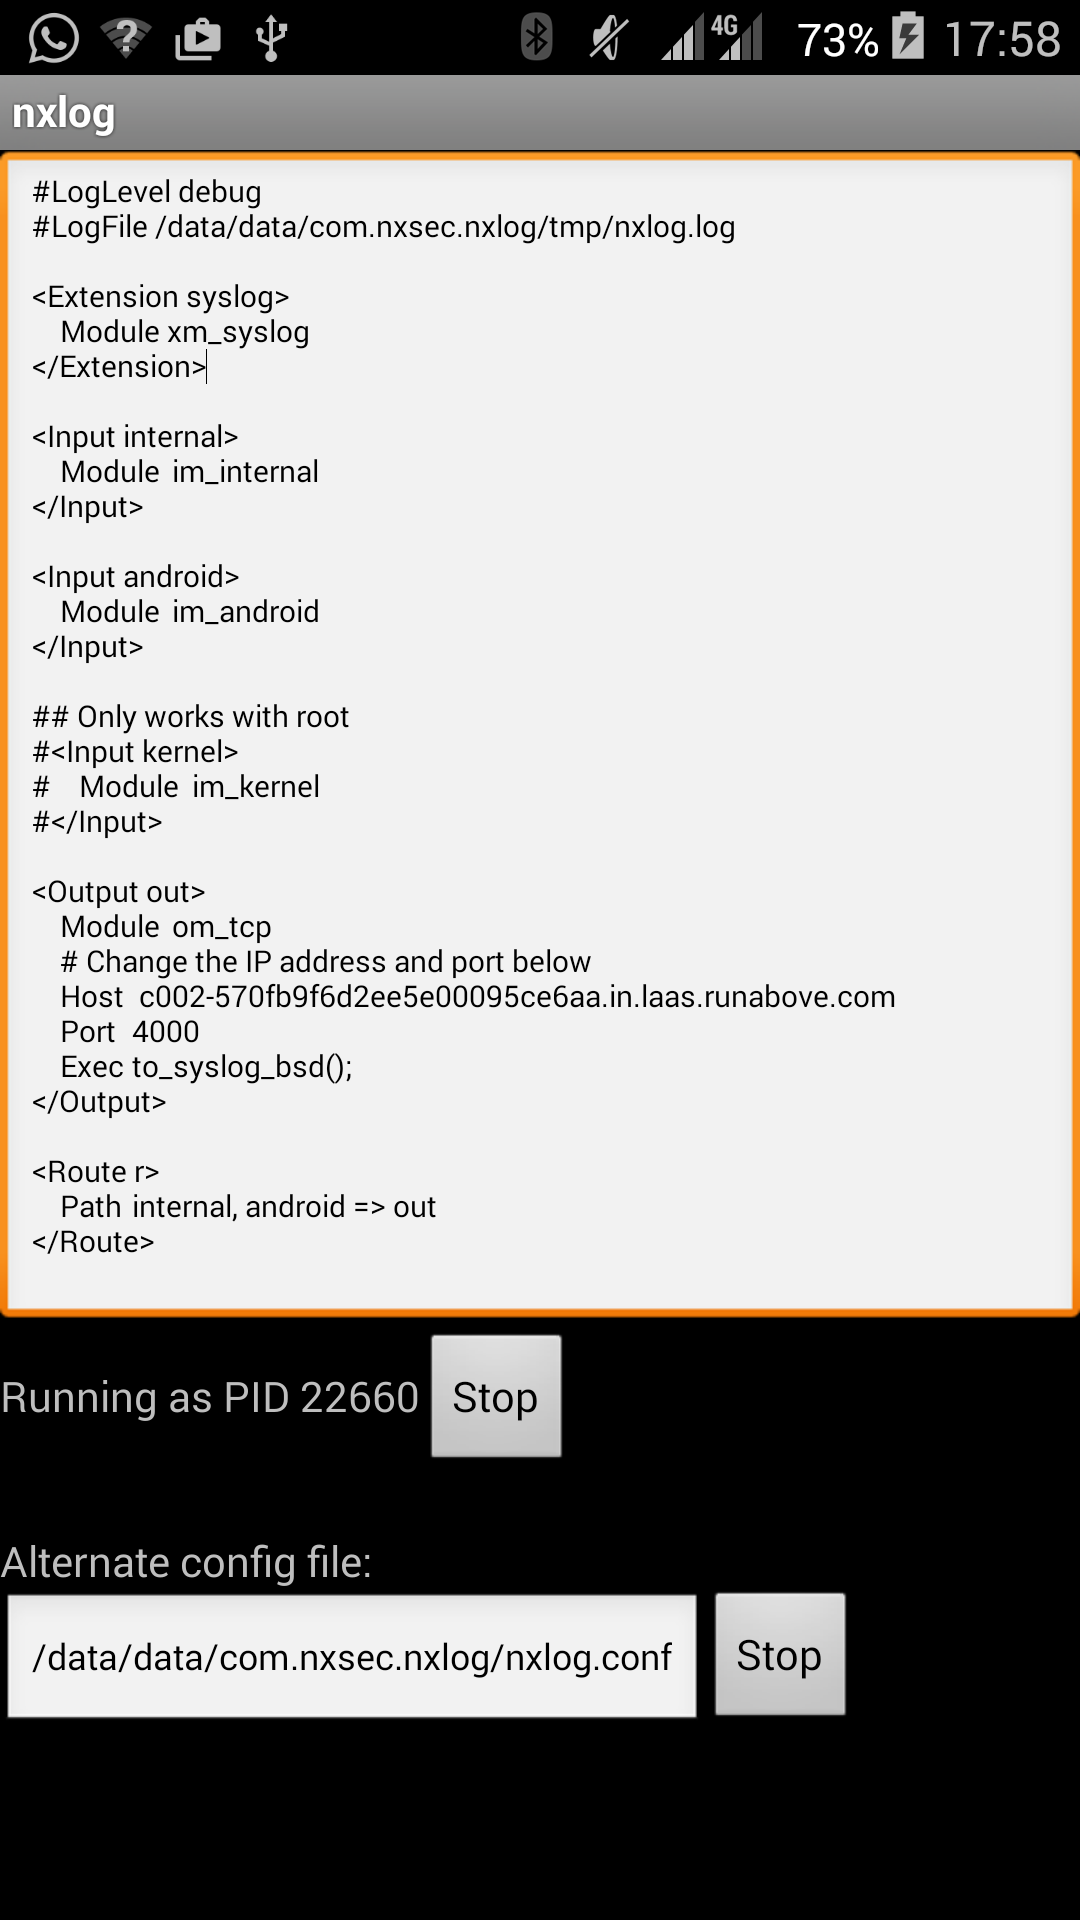 4G 73% 17:58
nxlog
#LogLevel debug
#LogFile /data/data/com.nxsec.nxlog/tmp/nxlog.log
<Extension syslog>
Module xm_syslog
</Extension>
<Input internal>
Module im_internal
</Input>
<Input android>
Module im_android
</Input>
## Only works with root
#<Input kernel>
# Module im_kernel
#</Input>
<Output out>
Module om_tcp
# Change the IP address and port below
Host c002-570fb9f6d2ee5e00095ce6aa.in.laas.runabove.com
Port 4000
Exec to_syslog_bsd();
</Output>
<Route r>
Path internal, android => out
</Route>
Running as PID 22660 Stop
Alternate config file:
/data/data/com.nxsec.nxlog/nxlog.conf Stop